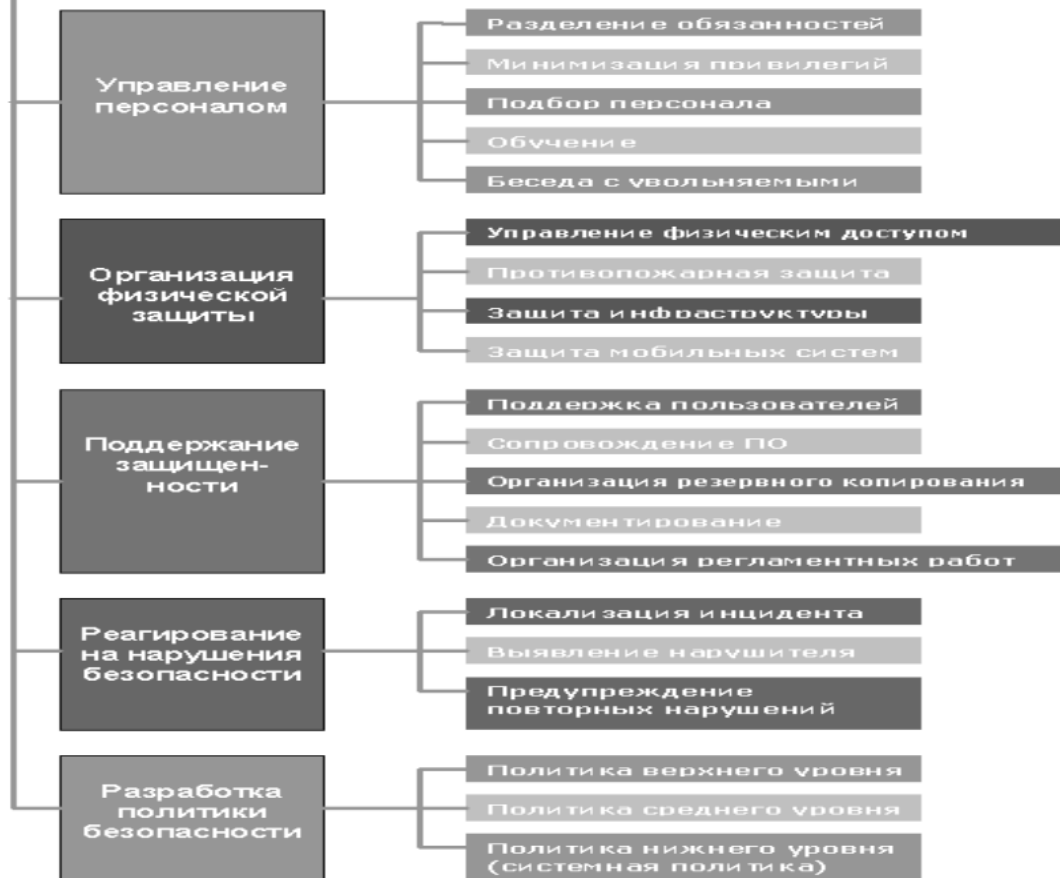 Управление
персоналом
Разделение обязанностей
Минимизация привилегий
Подбор персонала
Обучение
Беседа с увольняемыми
Организация
физической
защиты
Управление физическим доступом
Противопожарная защита
Защита инфраструктуры
Защита мобильных систем
Поддержание
защищен-
ности
Поддержка пользователей
Сопровождение ПО
Организация резервного копирования
Документирование
Организация регламентных работ
Реагирование
на нарушения
безопасности
Локализация инцидента
Выявление нарушителя
Предупреждение
повторных нарушений
Разработка
политики
безопасности
Политика верхнего уровня
Политика среднего уровня
Политика нижнего уровня
(системная политика)